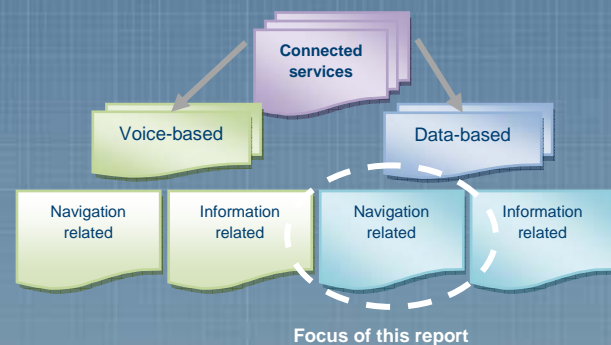 Connected
services
Voice-based
Data-based
Navigation
related
Information
related
Navigation
related
Information
related
Focus of this report